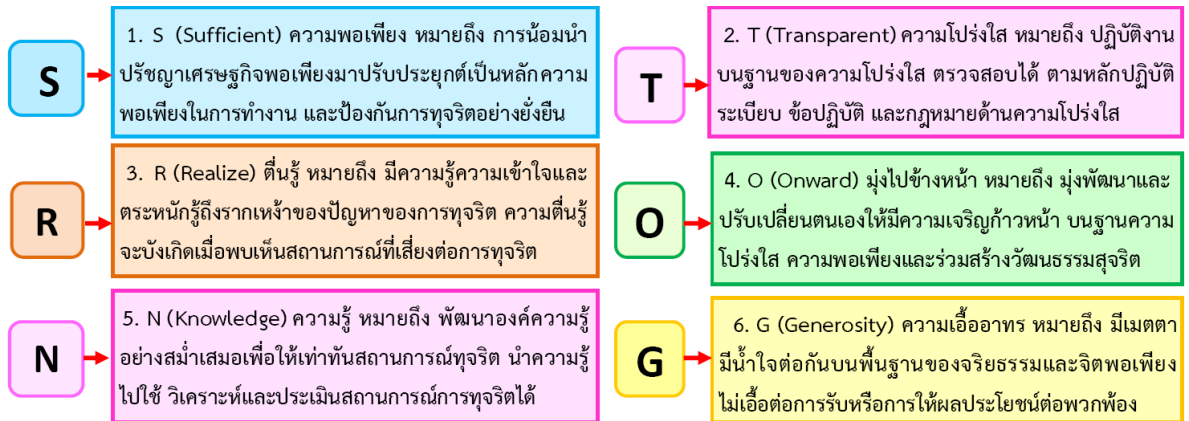 S
1. S (Sufficient) ความพอเพียง หมายถึง การน้อมนำ
ปรัชญาเศรษฐกิจพอเพียงมาปรับประยุกต์เป็นหลักความ
พอเพียงในการทำงาน และป้องกันการทุจริตอย่างยั่งยืน
T
2. T (Transparent) ความโปร่งใส หมายถึง ปฏิบัติงาน
บนฐานของความโปร่งใส ตรวจสอบได้ ตามหลักปฏิบัติ
ระเบียบ ข้อปฏิบัติ และกฎหมายด้านความโปร่งใส
R
3. R (Realize) ตื่นรู้ หมายถึง มีความรู้ความเข้าใจและ
ตระหนักรู้ถึงรากเหง้าของปัญหาของการทุจริต ความตื่นรู้
จะบังเกิดเมื่อพบเห็นสถานการณ์ที่เสี่ยงต่อการทุจริต
O
4. O (Onward) มุ่งไปข้างหน้า หมายถึง มุ่งพัฒนาและ
ปรับเปลี่ยนตนเองให้มีความเจริญก้าวหน้า บนฐานความ
โปร่งใส ความพอเพียงและร่วมสร้างวัฒนธรรมสุจริต
N
5. N (Knowledge) ความรู้ หมายถึง พัฒนาองค์ความรู้
อย่างสม่ำเสมอเพื่อให้เท่าทันสถานการณ์ทุจริต นำความรู้
ไปใช้ วิเคราะห์และประเมินสถานการณ์การทุจริตได้
G
6. G (Generosity) ความเอื้ออาทร หมายถึง มีเมตตา
มีน้ำใจต่อกันบนพื้นฐานของจริยธรรมและจิตพอเพียง
ไม่เอื้อต่อการรับหรือการให้ผลประโยชน์ต่อพวกพ้อง